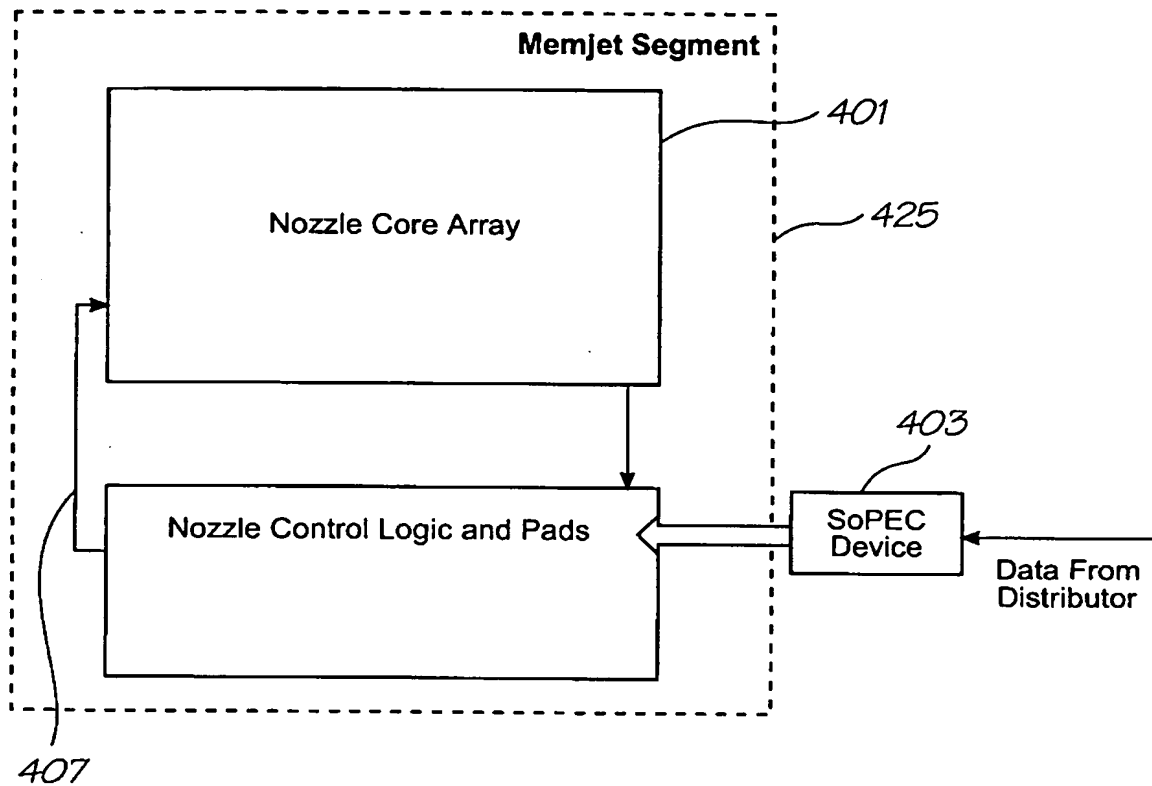 Memjet Segment
401
Nozzle Core Array
425
403
Nozzle Control Logic and Pads
SoPEC
Device
Data From
Distributor
407